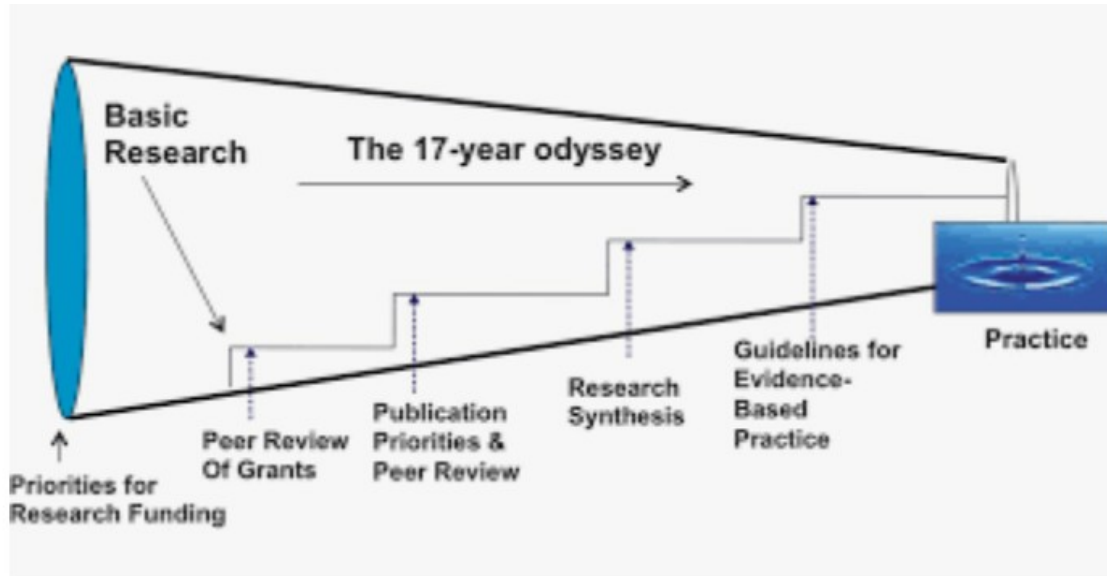 Basic
Research
The 17-year odyssey
Priorities for
Research Funding
Peer Review
Of Grants
Publication
Priorities &
Peer Review
Research
Synthesis
Guidelines for
Evidence-
Based
Practice
Practice